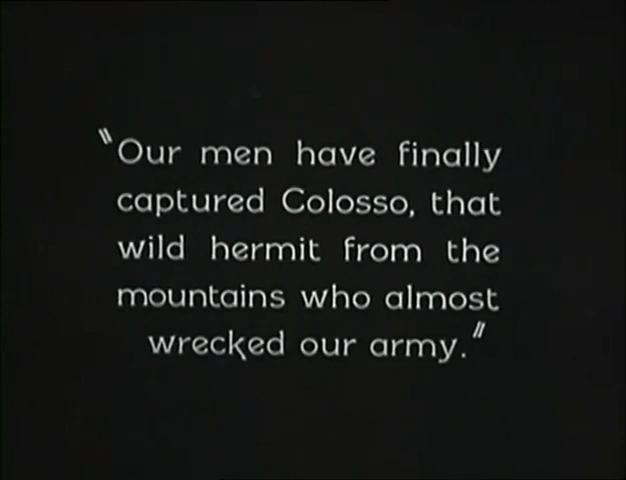 "Our men have finally
captured Colosso, that
wild hermit from the
mountains who almost
wrecked our army."